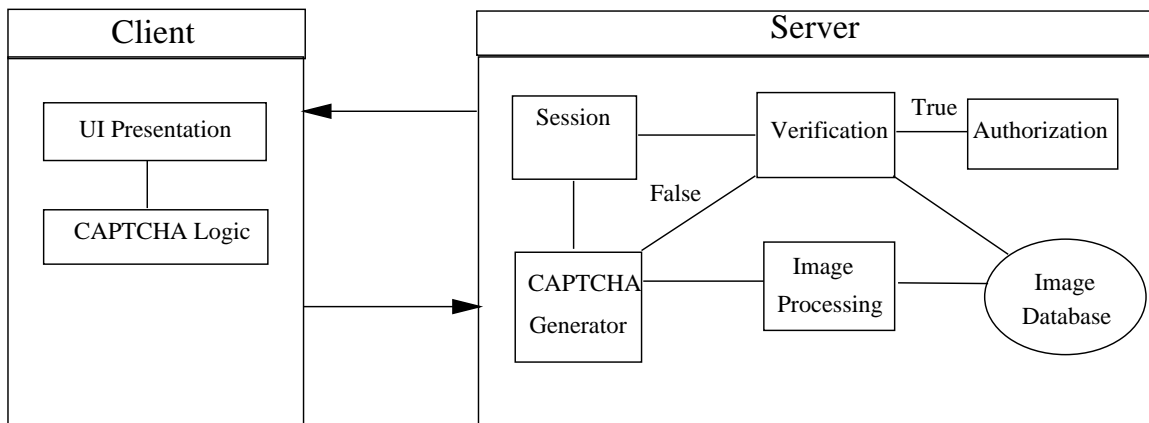 Client
UI Presentation
CAPTCHA Logic
Server
Session
Verification
True
Authorization
False
CAPTCHA
Generator
Image
Processing
Image
Database